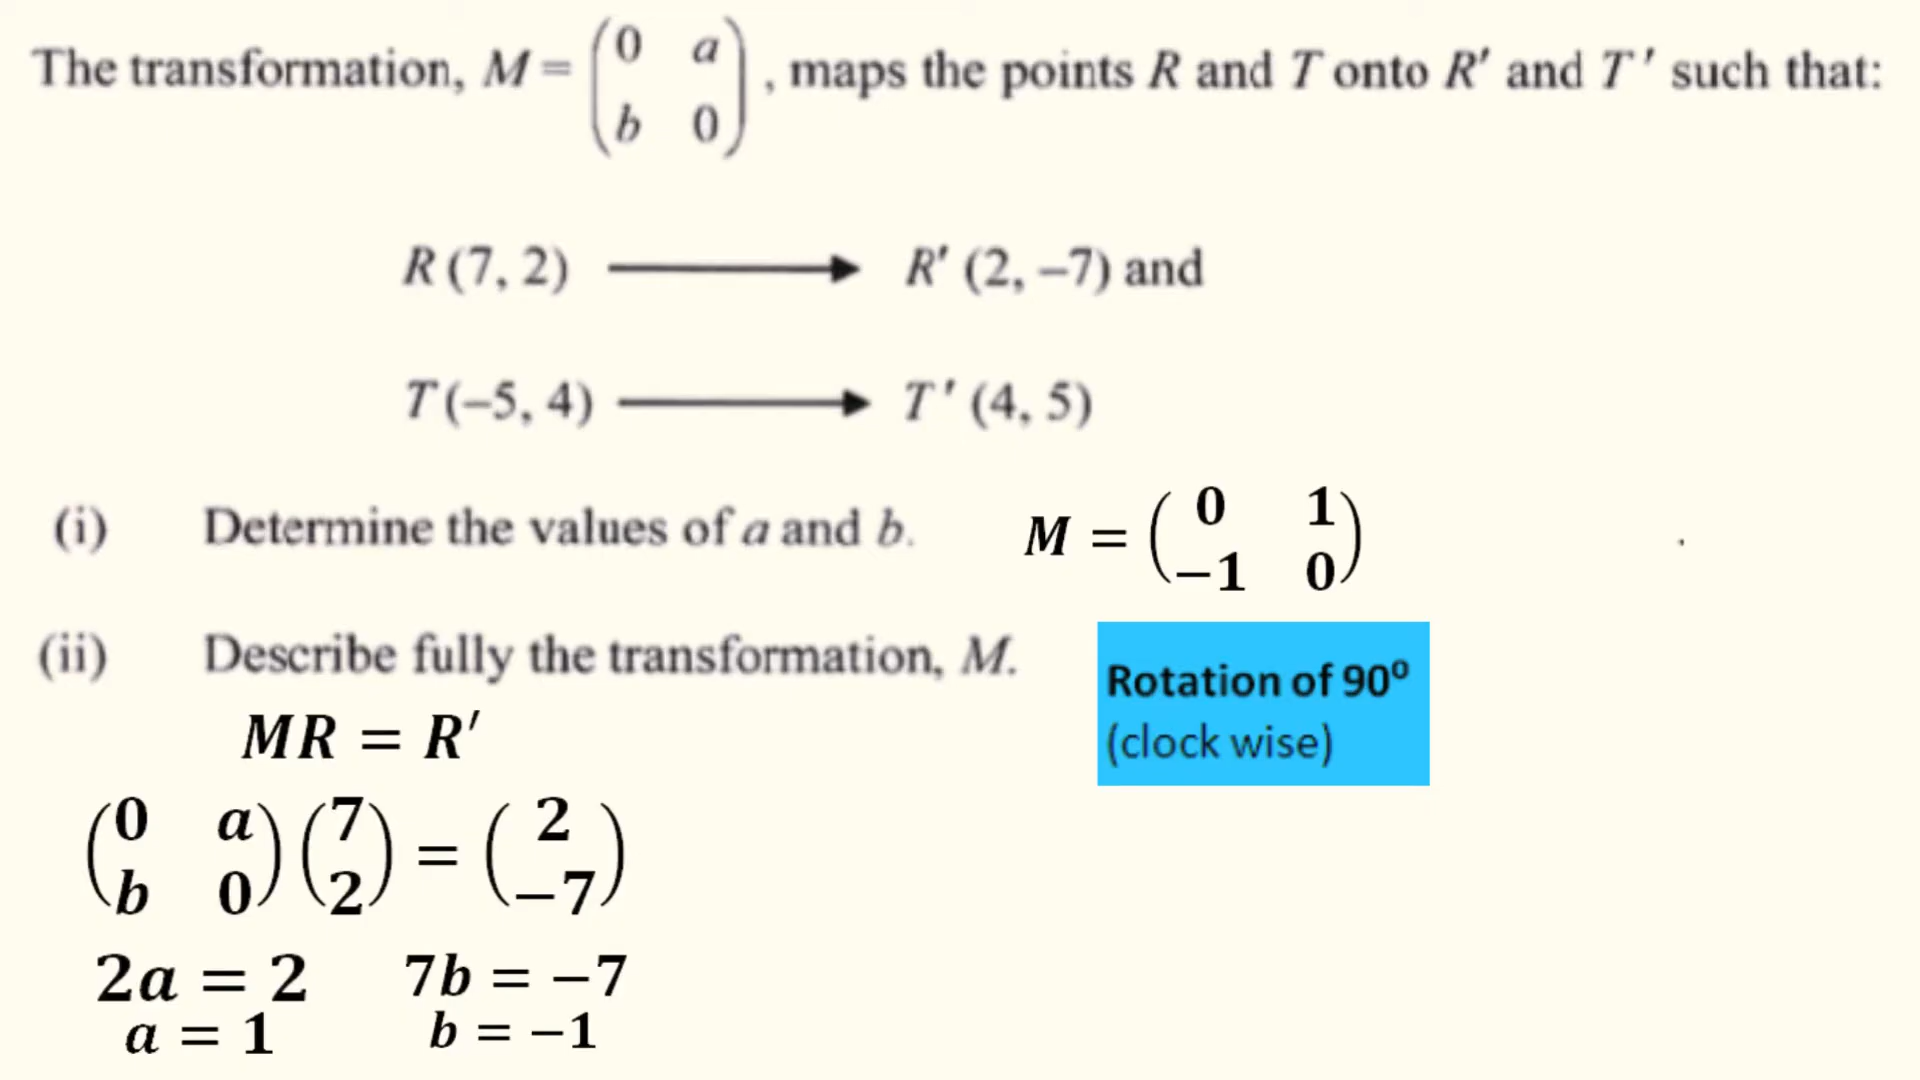 The transformation, M = (0 a
b 0), maps the points R and T onto R′ and T′ such that:
R (7, 2) ⟶ R′ (2, –7) and
T (–5, 4) ⟶ T′ (4, 5)
(i) Determine the values of a and b. M = (0 1
−1 0)
(ii) Describe fully the transformation, M.
Rotation of 90⁰
(clock wise)
MR = R′
(0 a
b 0)(7
2) = (2
−7)
2a = 2 7b = −7
a = 1 b = −1